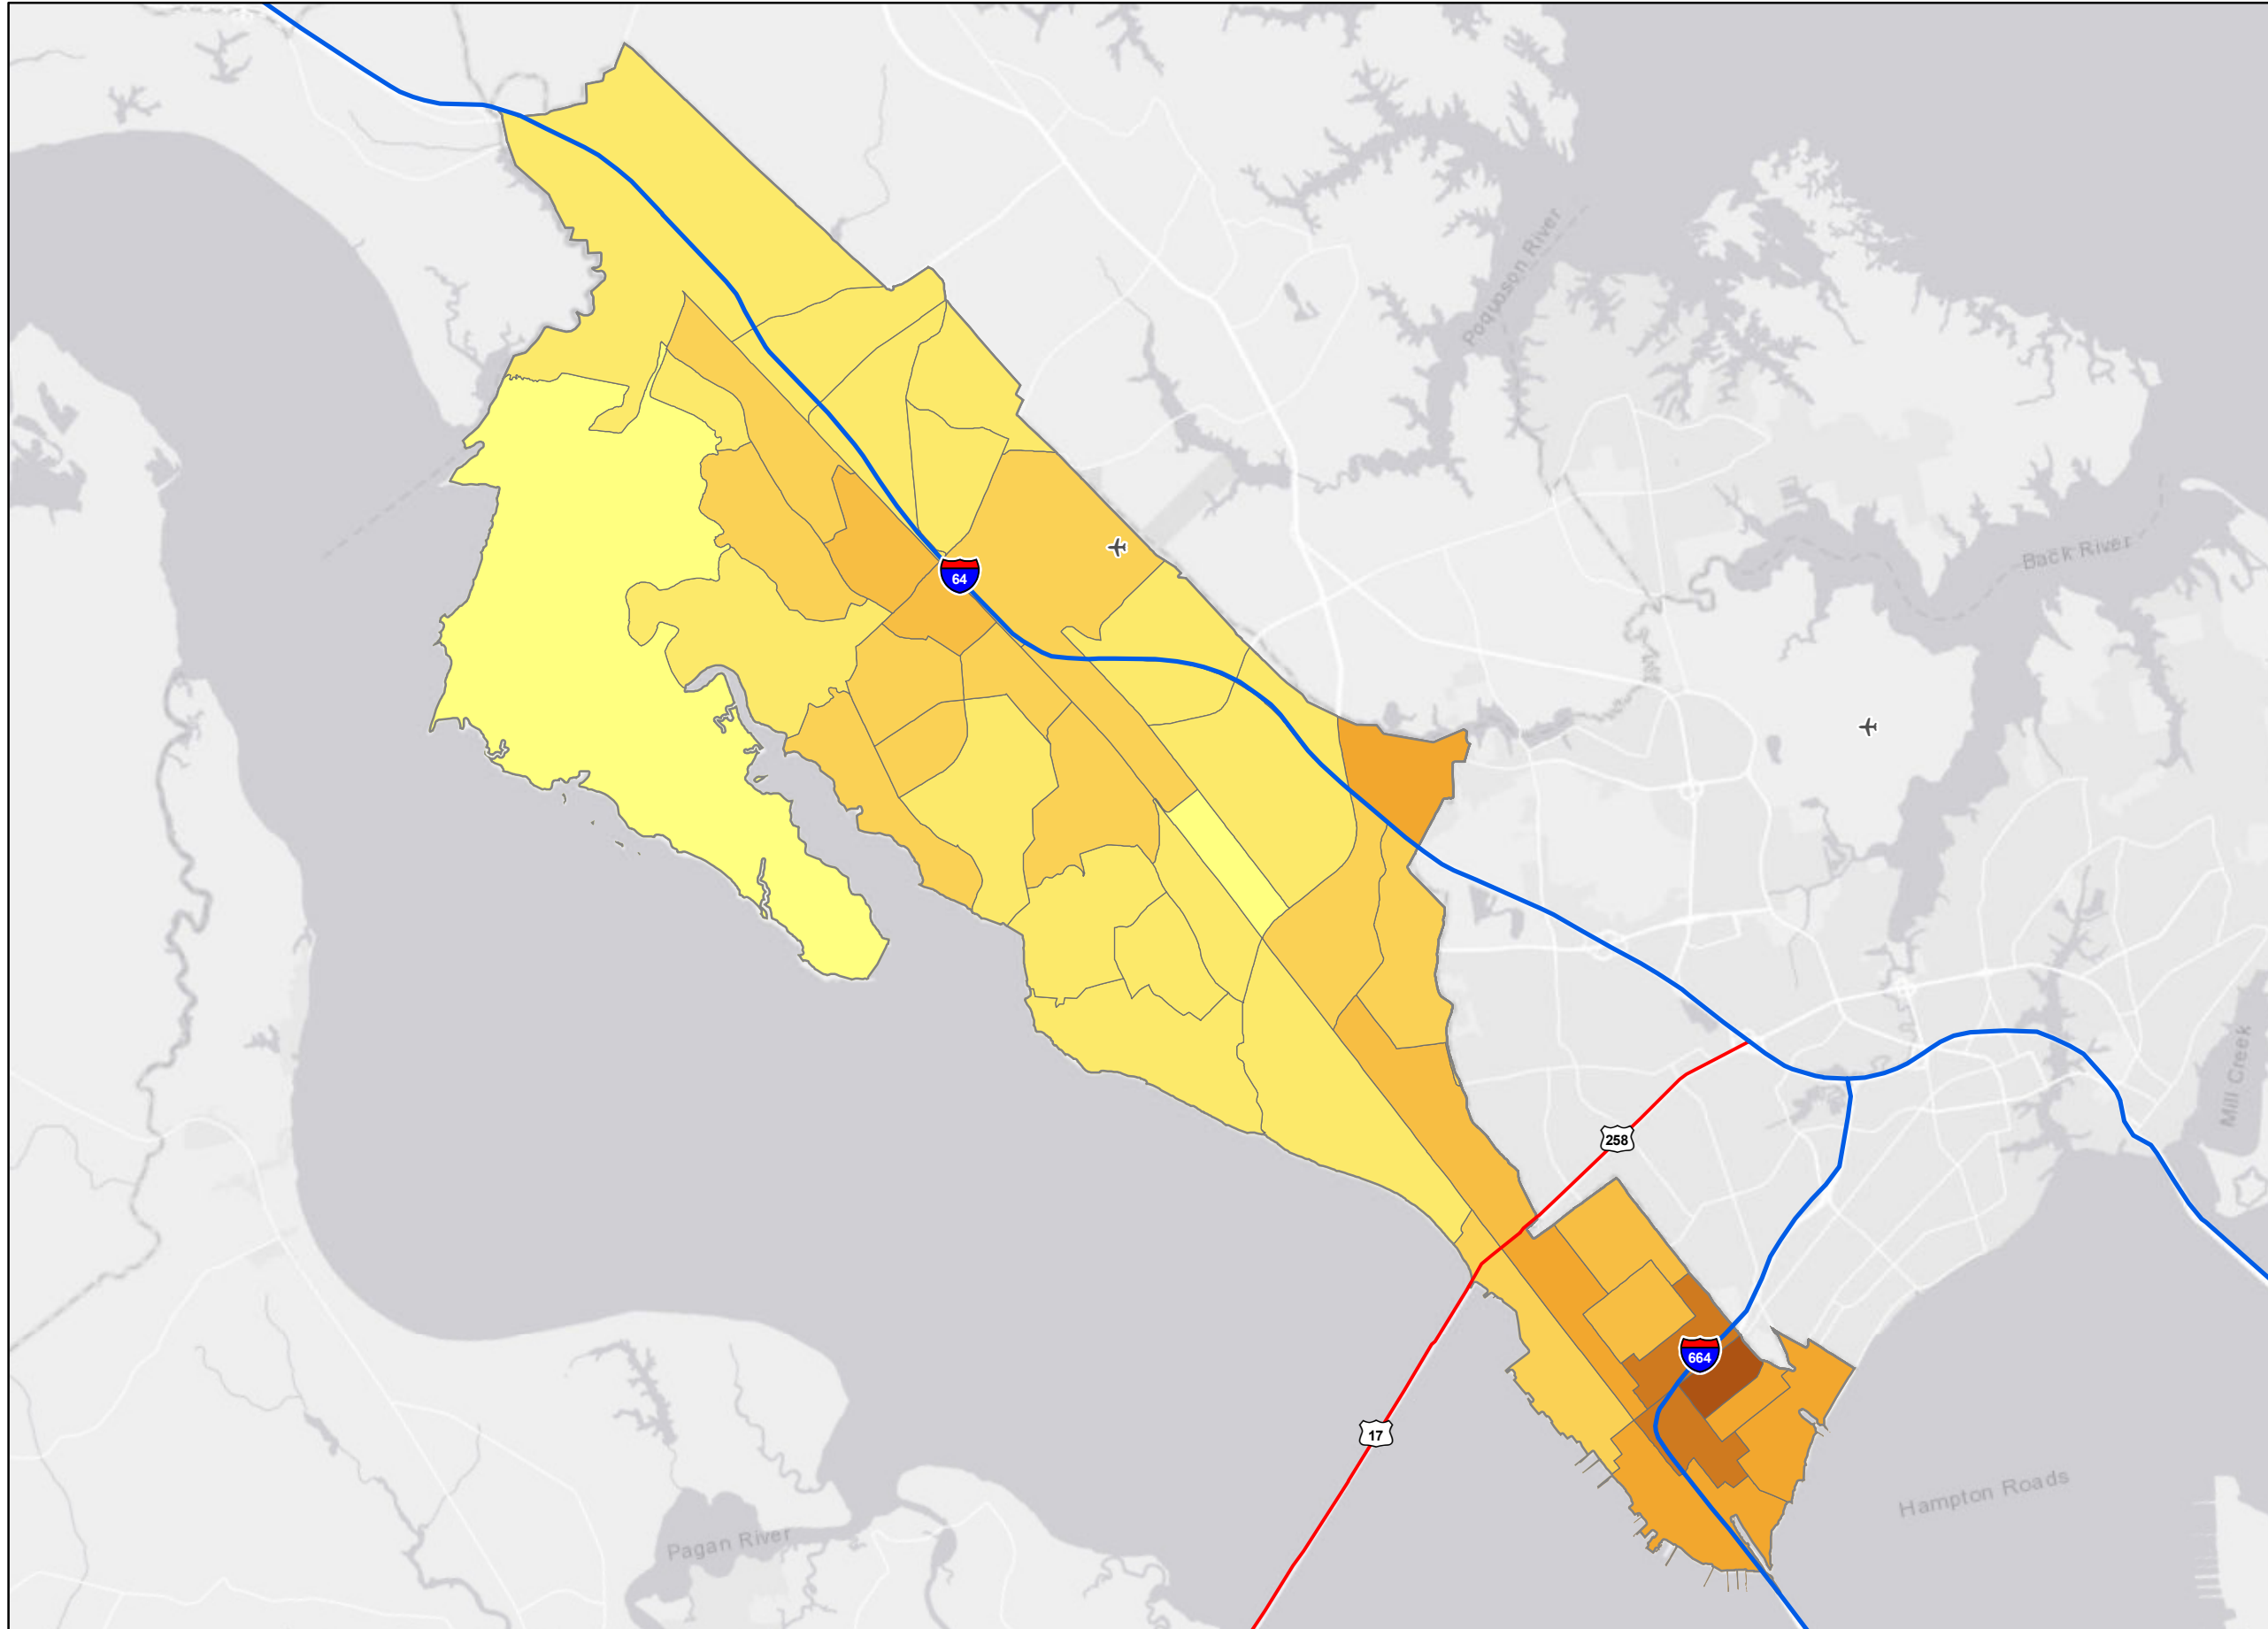 Poquoson River
Back River
64
Mill Creek
258
664
17
Hampton Roads
Pagan River